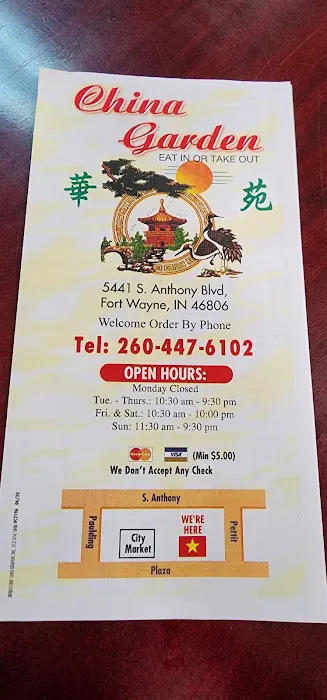 China
Garden
EAT IN OR TAKE OUT
華 苑
5441 S. Anthony Blvd,
Fort Wayne, IN 46806
Welcome Order By Phone
Tel: 260-447-6102
OPEN HOURS:
Monday Closed
Tue. - Thurs.: 10:30 am - 9:30 pm
Fri. & Sat.: 10:30 am - 10:00 pm
Sun: 11:30 am - 9:30 pm
MasterCard VISA (Min $5.00)
We Don't Accept Any Check
S. Anthony
Paulding
City
Market
WE'RE
HERE
Pettit
Plaza